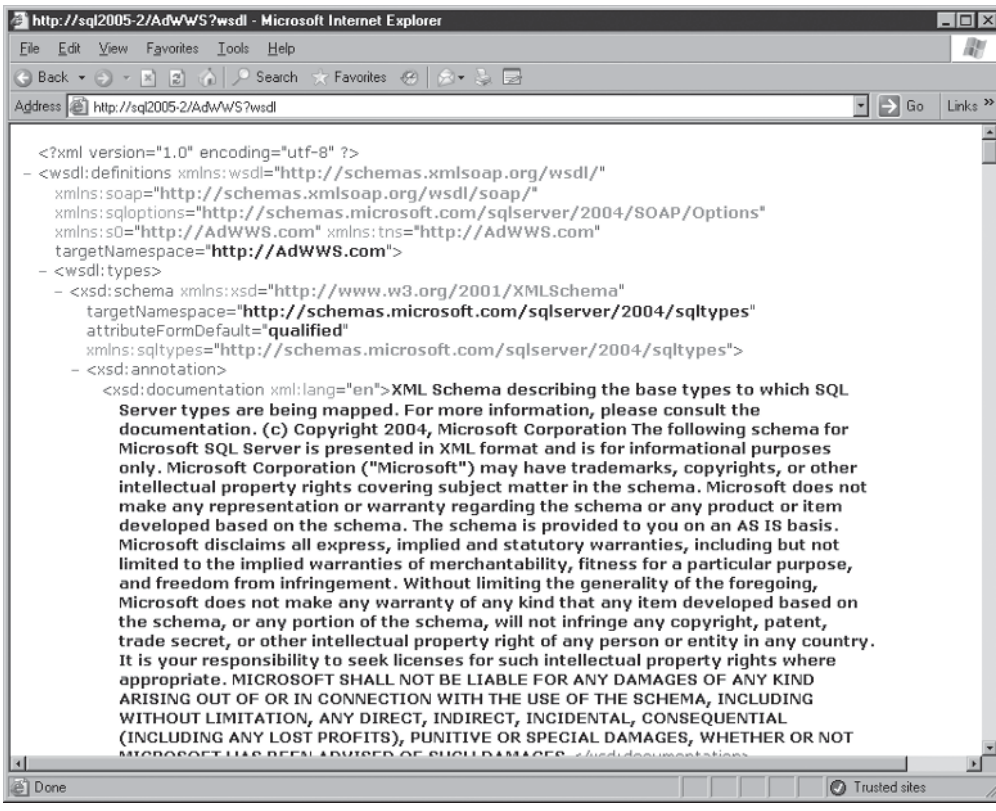 http://sql2005-2/AdWWS?wsdl - Microsoft Internet Explorer
File Edit View Favorites Tools Help
Back Search Favorites
Address http://sql2005-2/AdWWS?wsdl Go Links »
<?xml version="1.0" encoding="utf-8" ?>
- <wsdl:definitions xmlns:wsdl="http://schemas.xmlsoap.org/wsdl/"
xmlns:soap="http://schemas.xmlsoap.org/wsdl/soap/"
xmlns:sqloptions="http://schemas.microsoft.com/sqlserver/2004/SOAP/Options"
xmlns:s0="http://AdWWS.com" xmlns:tns="http://AdWWS.com"
targetNamespace="http://AdWWS.com">
- <wsdl:types>
- <xsd:schema xmlns:xsd="http://www.w3.org/2001/XMLSchema"
targetNamespace="http://schemas.microsoft.com/sqlserver/2004/sqltypes"
attributeFormDefault="qualified"
xmlns:sqltypes="http://schemas.microsoft.com/sqlserver/2004/sqltypes">
- <xsd:annotation>
<xsd:documentation xml:lang="en">XML Schema describing the base types to which SQL
Server types are being mapped. For more information, please consult the
documentation. (c) Copyright 2004, Microsoft Corporation The following schema for
Microsoft SQL Server is presented in XML format and is for informational purposes
only. Microsoft Corporation ("Microsoft") may have trademarks, copyrights, or other
intellectual property rights covering subject matter in the schema. Microsoft does not
make any representation or warranty regarding the schema or any product or item
developed based on the schema. The schema is provided to you on an AS IS basis.
Microsoft disclaims all express, implied and statutory warranties, including but not
limited to the implied warranties of merchantability, fitness for a particular purpose,
and freedom from infringement. Without limiting the generality of the foregoing,
Microsoft does not make any warranty of any kind that any item developed based on
the schema, or any portion of the schema, will not infringe any copyright, patent,
trade secret, or other intellectual property right of any person or entity in any country.
It is your responsibility to seek licenses for such intellectual property rights where
appropriate. MICROSOFT SHALL NOT BE LIABLE FOR ANY DAMAGES OF ANY KIND
ARISING OUT OF OR IN CONNECTION WITH THE USE OF THE SCHEMA, INCLUDING
WITHOUT LIMITATION, ANY DIRECT, INDIRECT, INCIDENTAL, CONSEQUENTIAL
(INCLUDING ANY LOST PROFITS), PUNITIVE OR SPECIAL DAMAGES, WHETHER OR NOT
MICROSOFT HAS BEEN ADVISED OF SUCH DAMAGES.</xsd:documentation>
Done Trusted sites